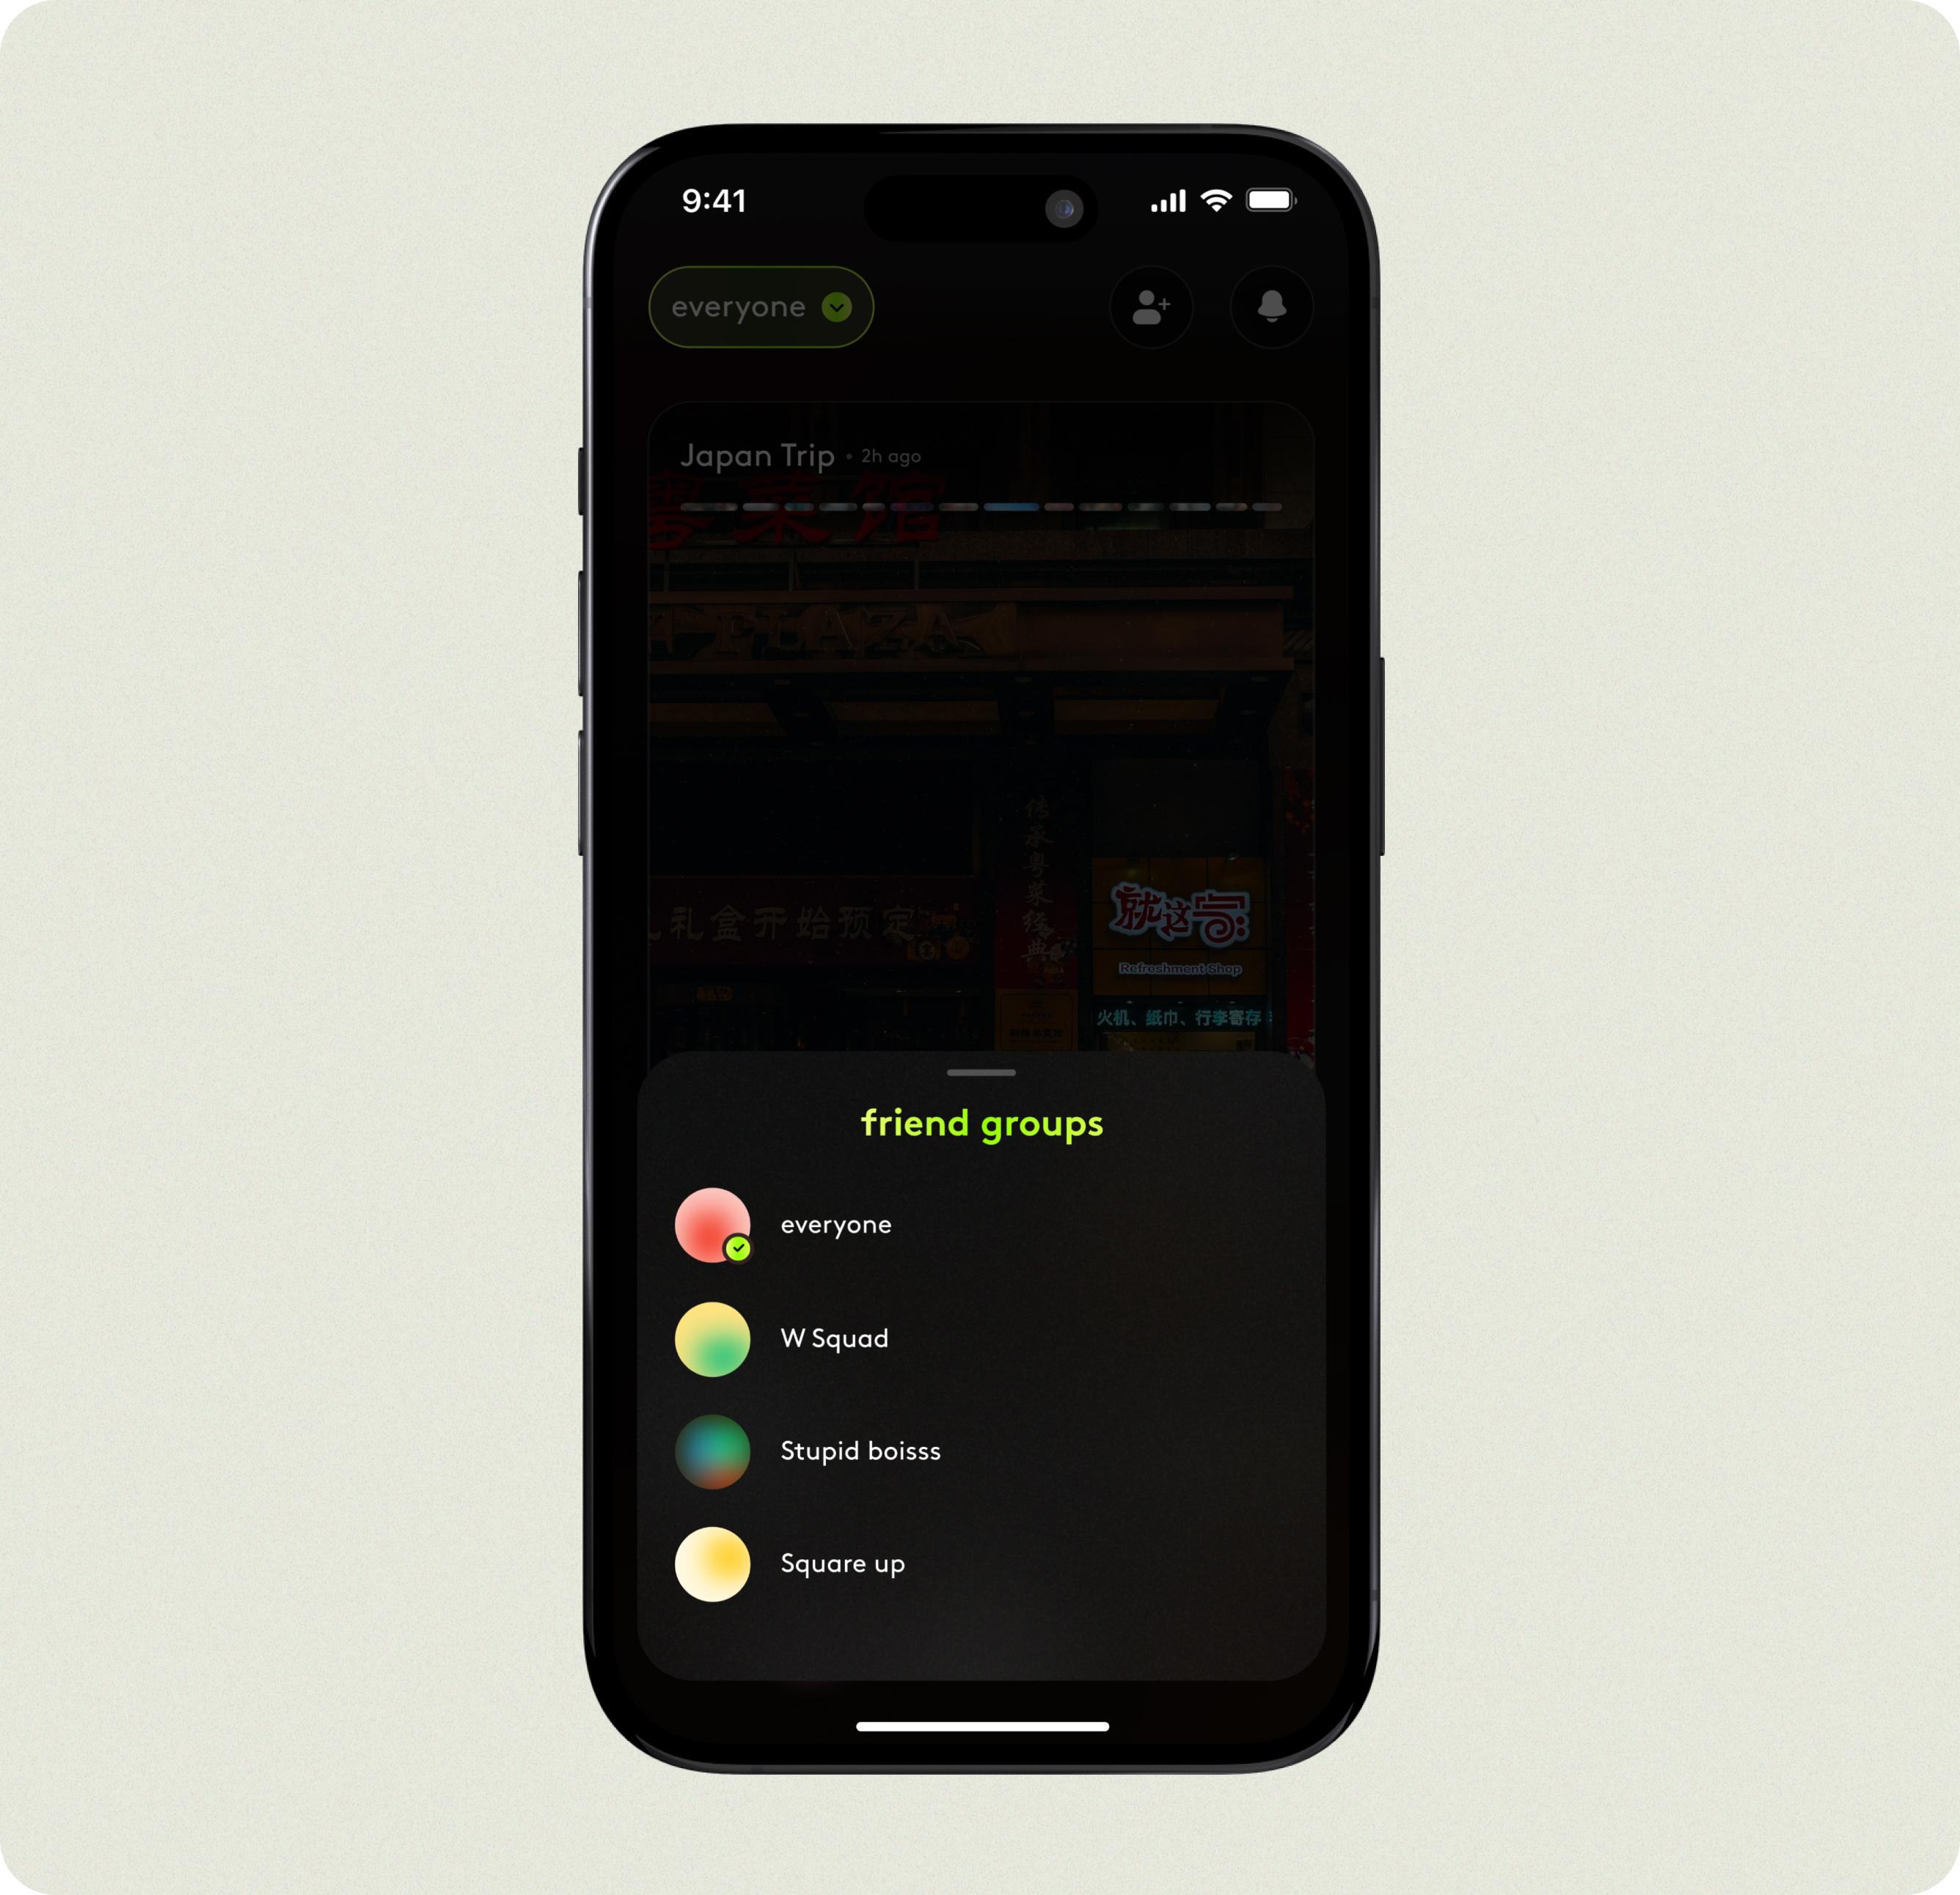 9:41
everyone
Japan Trip • 2h ago
粤菜馆
PLAZA
传承粤菜经典
礼盒开始预定
就这家
Refreshment Shop
火机、纸巾、行李寄存
friend groups
everyone
W Squad
Stupid boisss
Square up